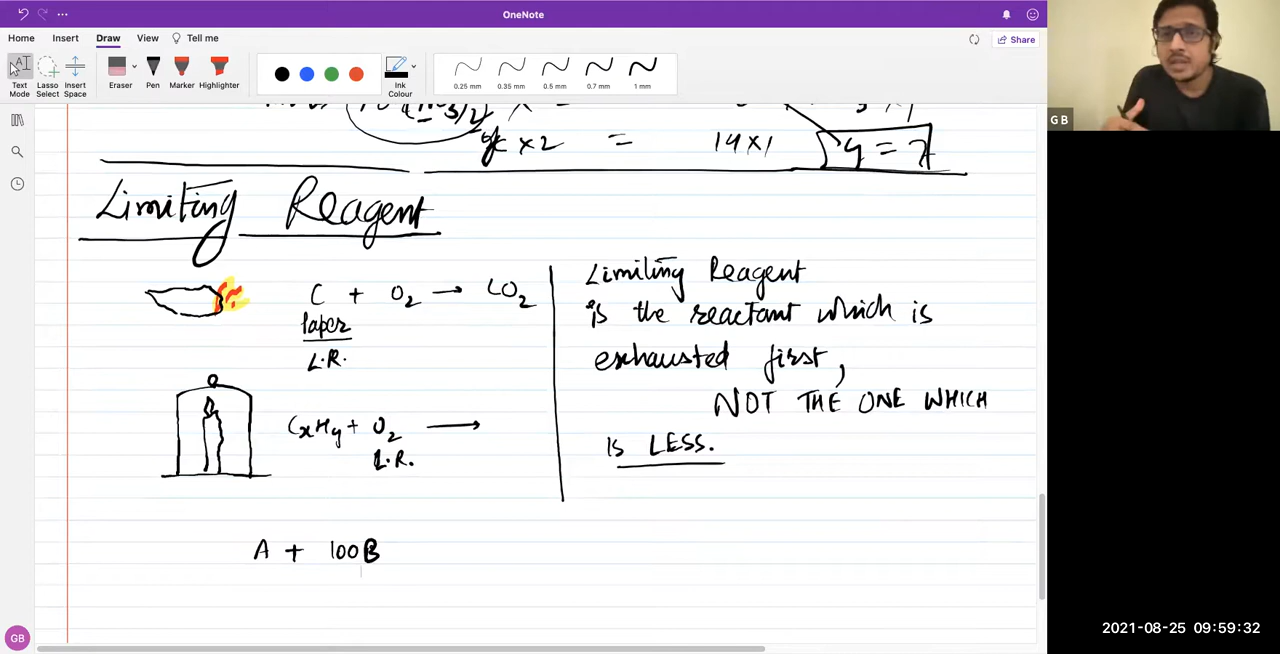 OneNote
Home Insert Draw View Tell me
Share
Text Mode
Lasso Select
Insert Space
Eraser
Pen
Marker
Highlighter
Ink Colour
0.25 mm
0.35 mm
0.5 mm
0.7 mm
1 mm
G B
× 2 = 14 × 1
Limiting Reagent
C + O2 → CO2
Paper
L.R.
CxHy + O2 →
L.R.
Limiting Reagent
is the reactant which is
exhausted first,
NOT THE ONE WHICH
is LESS.
A + 100B
GB
2021-08-25 09:59:32